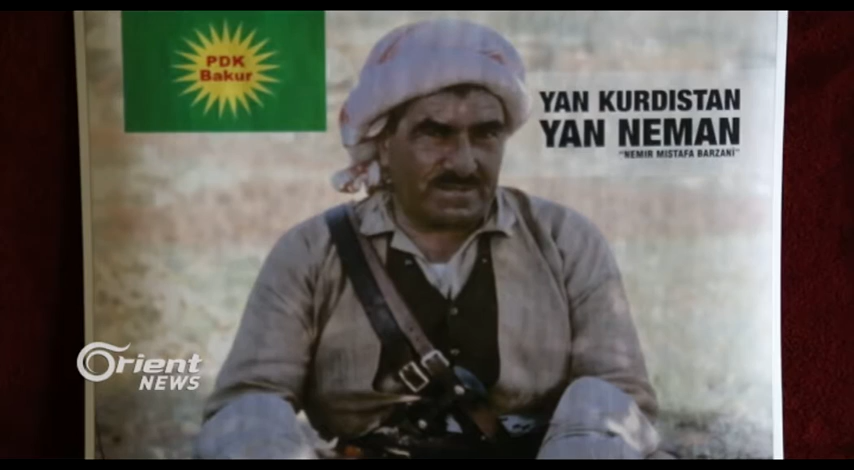 PDK
Bakur
YAN KURDISTAN
YAN NEMAN
"NEMIR MISTAFA BARZANÎ"
Orient
NEWS